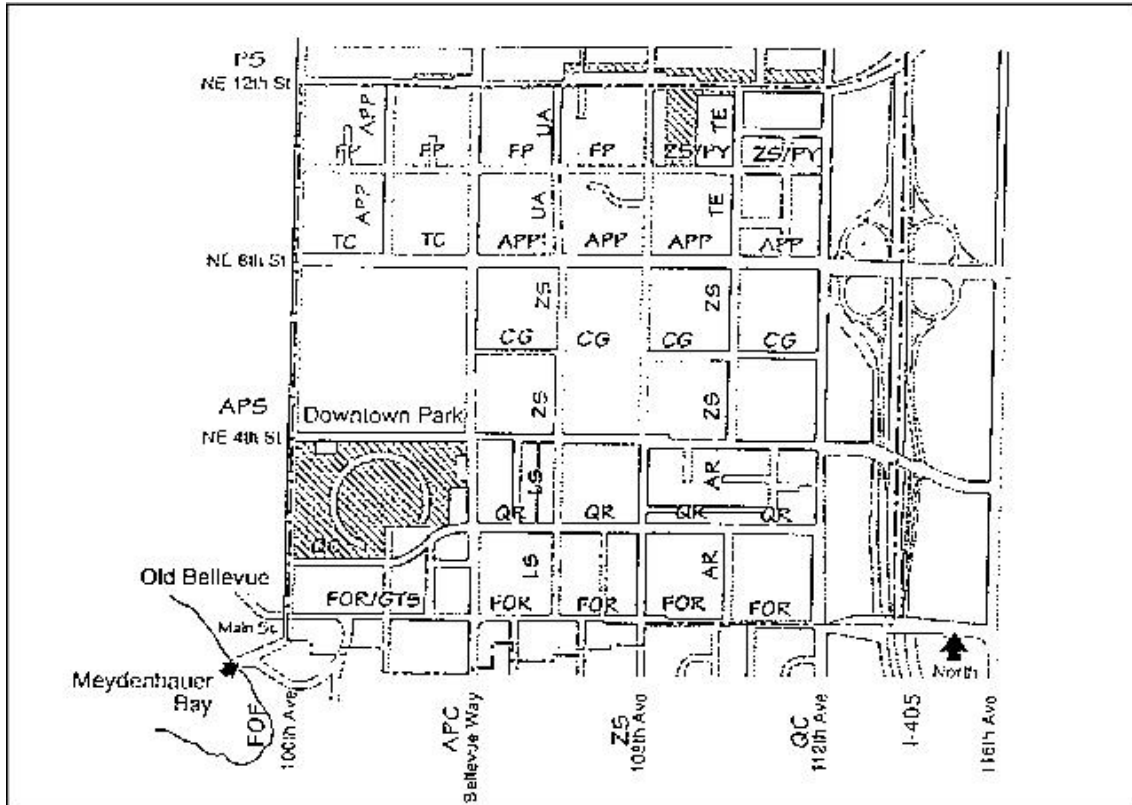 PS
NE 12th St
APP
UA
TE
FP
FP
FP
FP
ZS/PY
ZS/PY
APP
UA
TE
TC
TC
APP
APP
APP
APP
NE 8th St
ZS
ZS
CG
CG
CG
CG
ZS
ZS
APS
Downtown Park
NE 4th St
LS
AR
QR
QR
QR
QR
LS
AR
Old Bellevue
FOR/GTS
FOR
FOR
FOR
FOR
Main St.
North
Meydenbauer
Bay
100th Ave
APC
Bellevue Way
ZS
108th Ave
QC
112th Ave
I-405
116th Ave